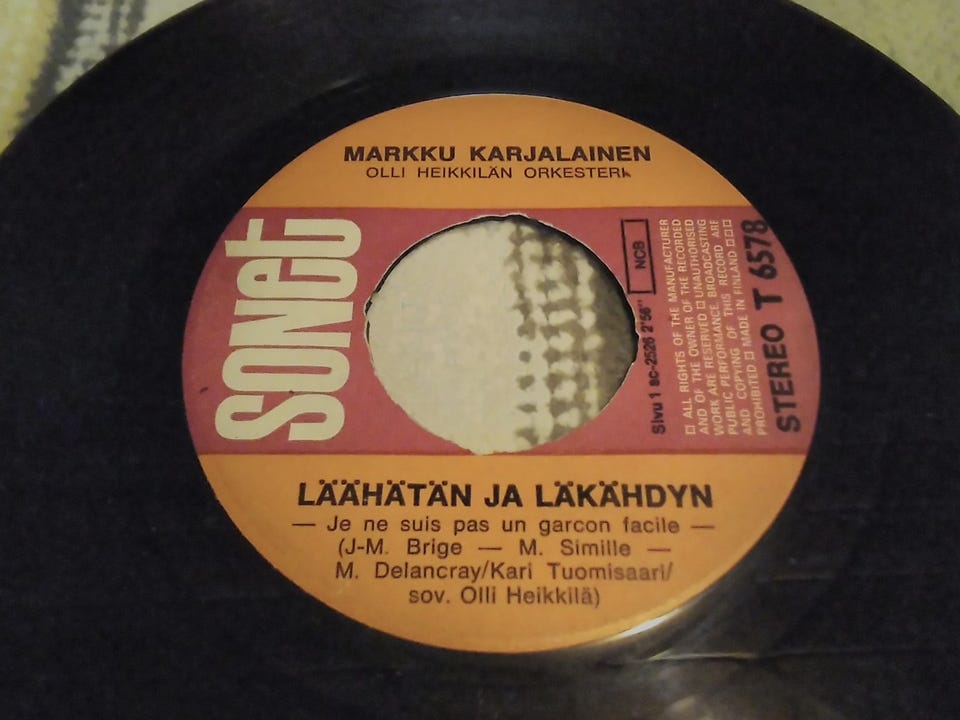 MARKKU KARJALAINEN
OLLI HEIKKILÄN ORKESTERI
SONET
NCB
Sivu 1 sc-2526 2'56"
□ ALL RIGHTS OF THE MANUFACTURER
AND OF THE OWNER OF THE RECORDED
WORK ARE RESERVED □ UNAUTHORISED
PUBLIC PERFORMANCE, BROADCASTING
AND COPYING OF THIS RECORD ARE
PROHIBITED □ MADE IN FINLAND □ □ □
STEREO T 6578
LÄÄHÄTÄN JA LÄKÄHDYN
— Je ne suis pas un garcon facile —
(J-M. Brige — M. Simille —
M. Delancray/Kari Tuomisaari/
sov. Olli Heikkilä)